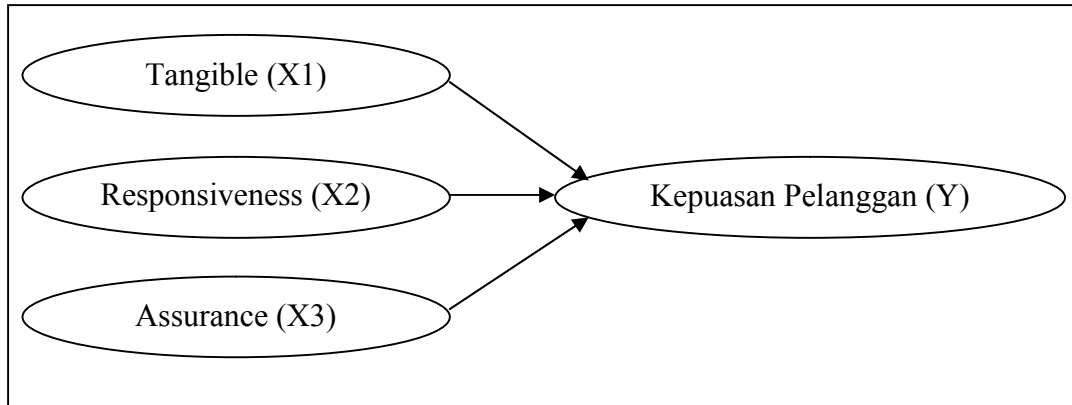 Tangible (X1)
Responsiveness (X2)
Kepuasan Pelanggan (Y)
Assurance (X3)